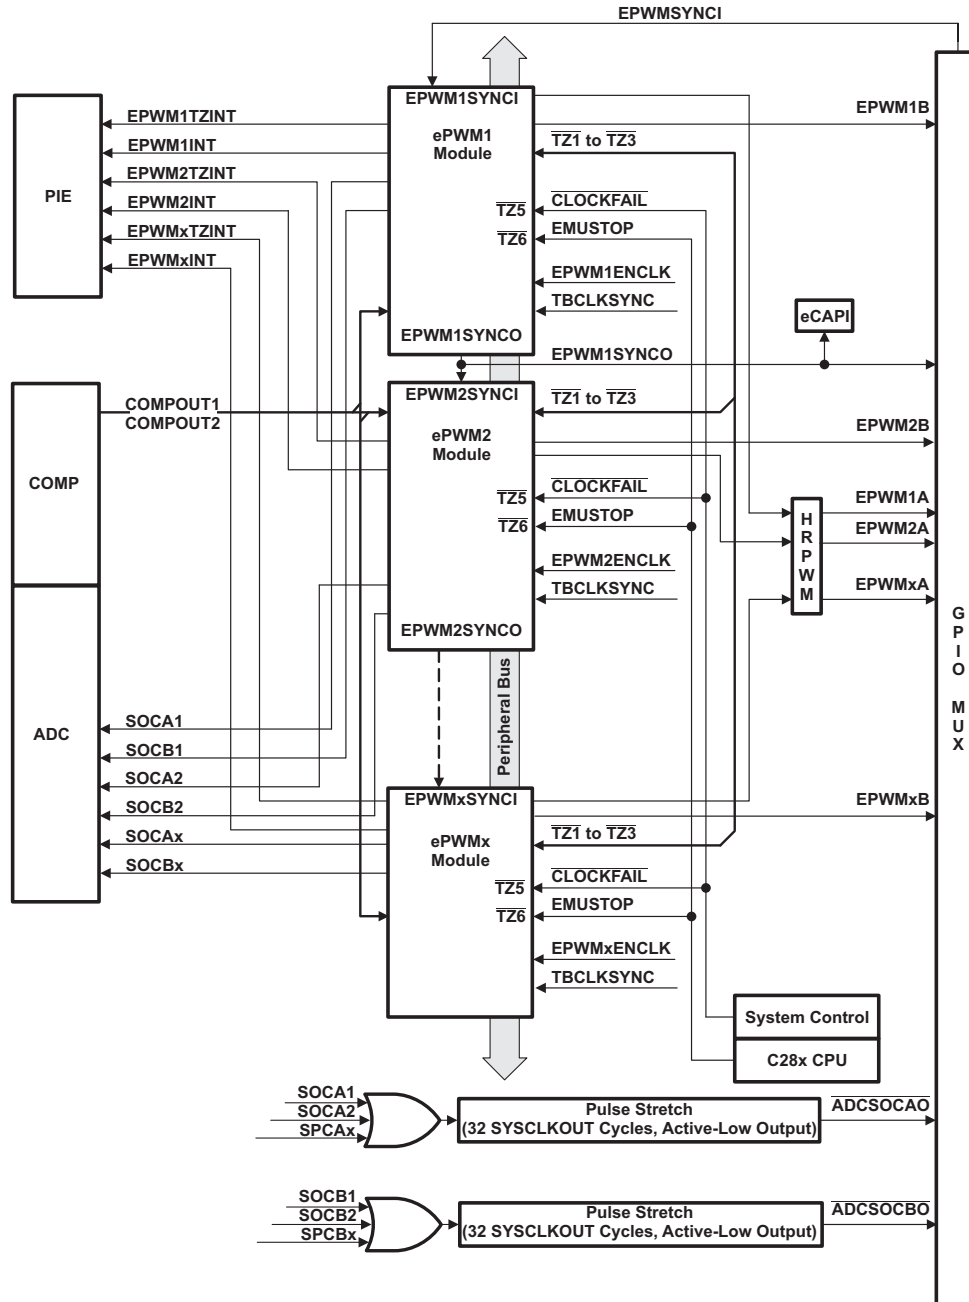 EPWMSYNCI
EPWM1SYNCI
EPWM1B
EPWM1TZINT
ePWM1
Module
TZ1 to TZ3
EPWM1INT
EPWM2TZINT
PIE
CLOCKFAIL
TZ5
EPWM2INT
EMUSTOP
TZ6
EPWMxTZINT
EPWMxINT
EPWM1ENCLK
TBCLKSYNC
eCAPI
EPWM1SYNCO
EPWM1SYNCO
EPWM2SYNCI
TZ1 to TZ3
COMPOUT1
COMPOUT2
EPWM2B
ePWM2
Module
COMP
CLOCKFAIL
TZ5
EPWM1A
EMUSTOP
TZ6
HRPWM
EPWM2A
EPWM2ENCLK
TBCLKSYNC
EPWMxA
EPWM2SYNCO
GPIO MUX
Peripheral Bus
ADC
SOCA1
SOCB1
SOCA2
EPWMxSYNCI
EPWMxB
SOCB2
ePWMx
Module
TZ1 to TZ3
SOCAx
SOCBx
CLOCKFAIL
TZ5
EMUSTOP
TZ6
EPWMxENCLK
TBCLKSYNC
System Control
C28x CPU
SOCA1
SOCA2
SPCAx
Pulse Stretch
(32 SYSCLKOUT Cycles, Active-Low Output)
ADCSOCAO
SOCB1
SOCB2
SPCBx
Pulse Stretch
(32 SYSCLKOUT Cycles, Active-Low Output)
ADCSOCBO